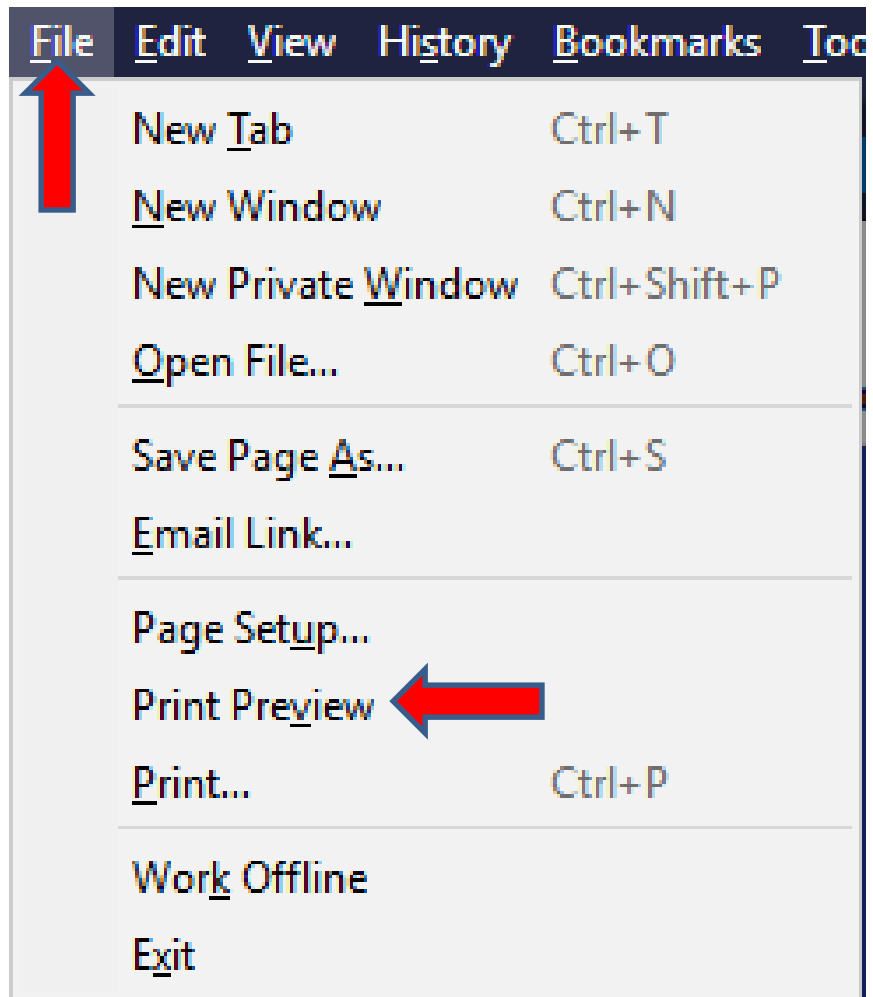 File Edit View History Bookmarks Too
New Tab Ctrl+T
New Window Ctrl+N
New Private Window Ctrl+Shift+P
Open File... Ctrl+O
Save Page As... Ctrl+S
Email Link...
Page Setup...
Print Preview
Print... Ctrl+P
Work Offline
Exit